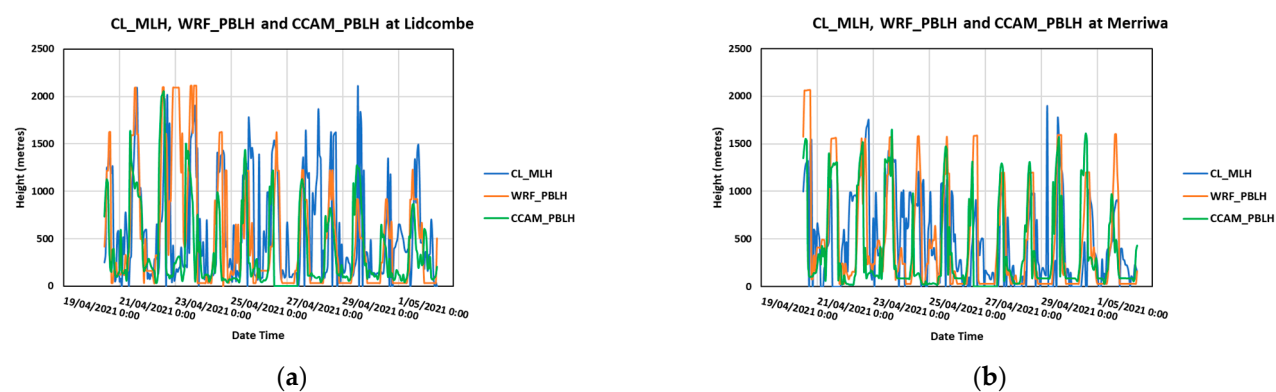 CL_MLH, WRF_PBLH and CCAM_PBLH at Lidcombe
2500
2000
1500
1000
500
0
Height (metres)
19/04/2021 0:00
21/04/2021 0:00
23/04/2021 0:00
25/04/2021 0:00
27/04/2021 0:00
29/04/2021 0:00
1/05/2021 0:00
Date Time
CL_MLH
WRF_PBLH
CCAM_PBLH
(a)
CL_MLH, WRF_PBLH and CCAM_PBLH at Merriwa
2500
2000
1500
1000
500
0
Height (metres)
19/04/2021 0:00
21/04/2021 0:00
23/04/2021 0:00
25/04/2021 0:00
27/04/2021 0:00
29/04/2021 0:00
1/05/2021 0:00
Date Time
CL_MLH
WRF_PBLH
CCAM_PBLH
(b)